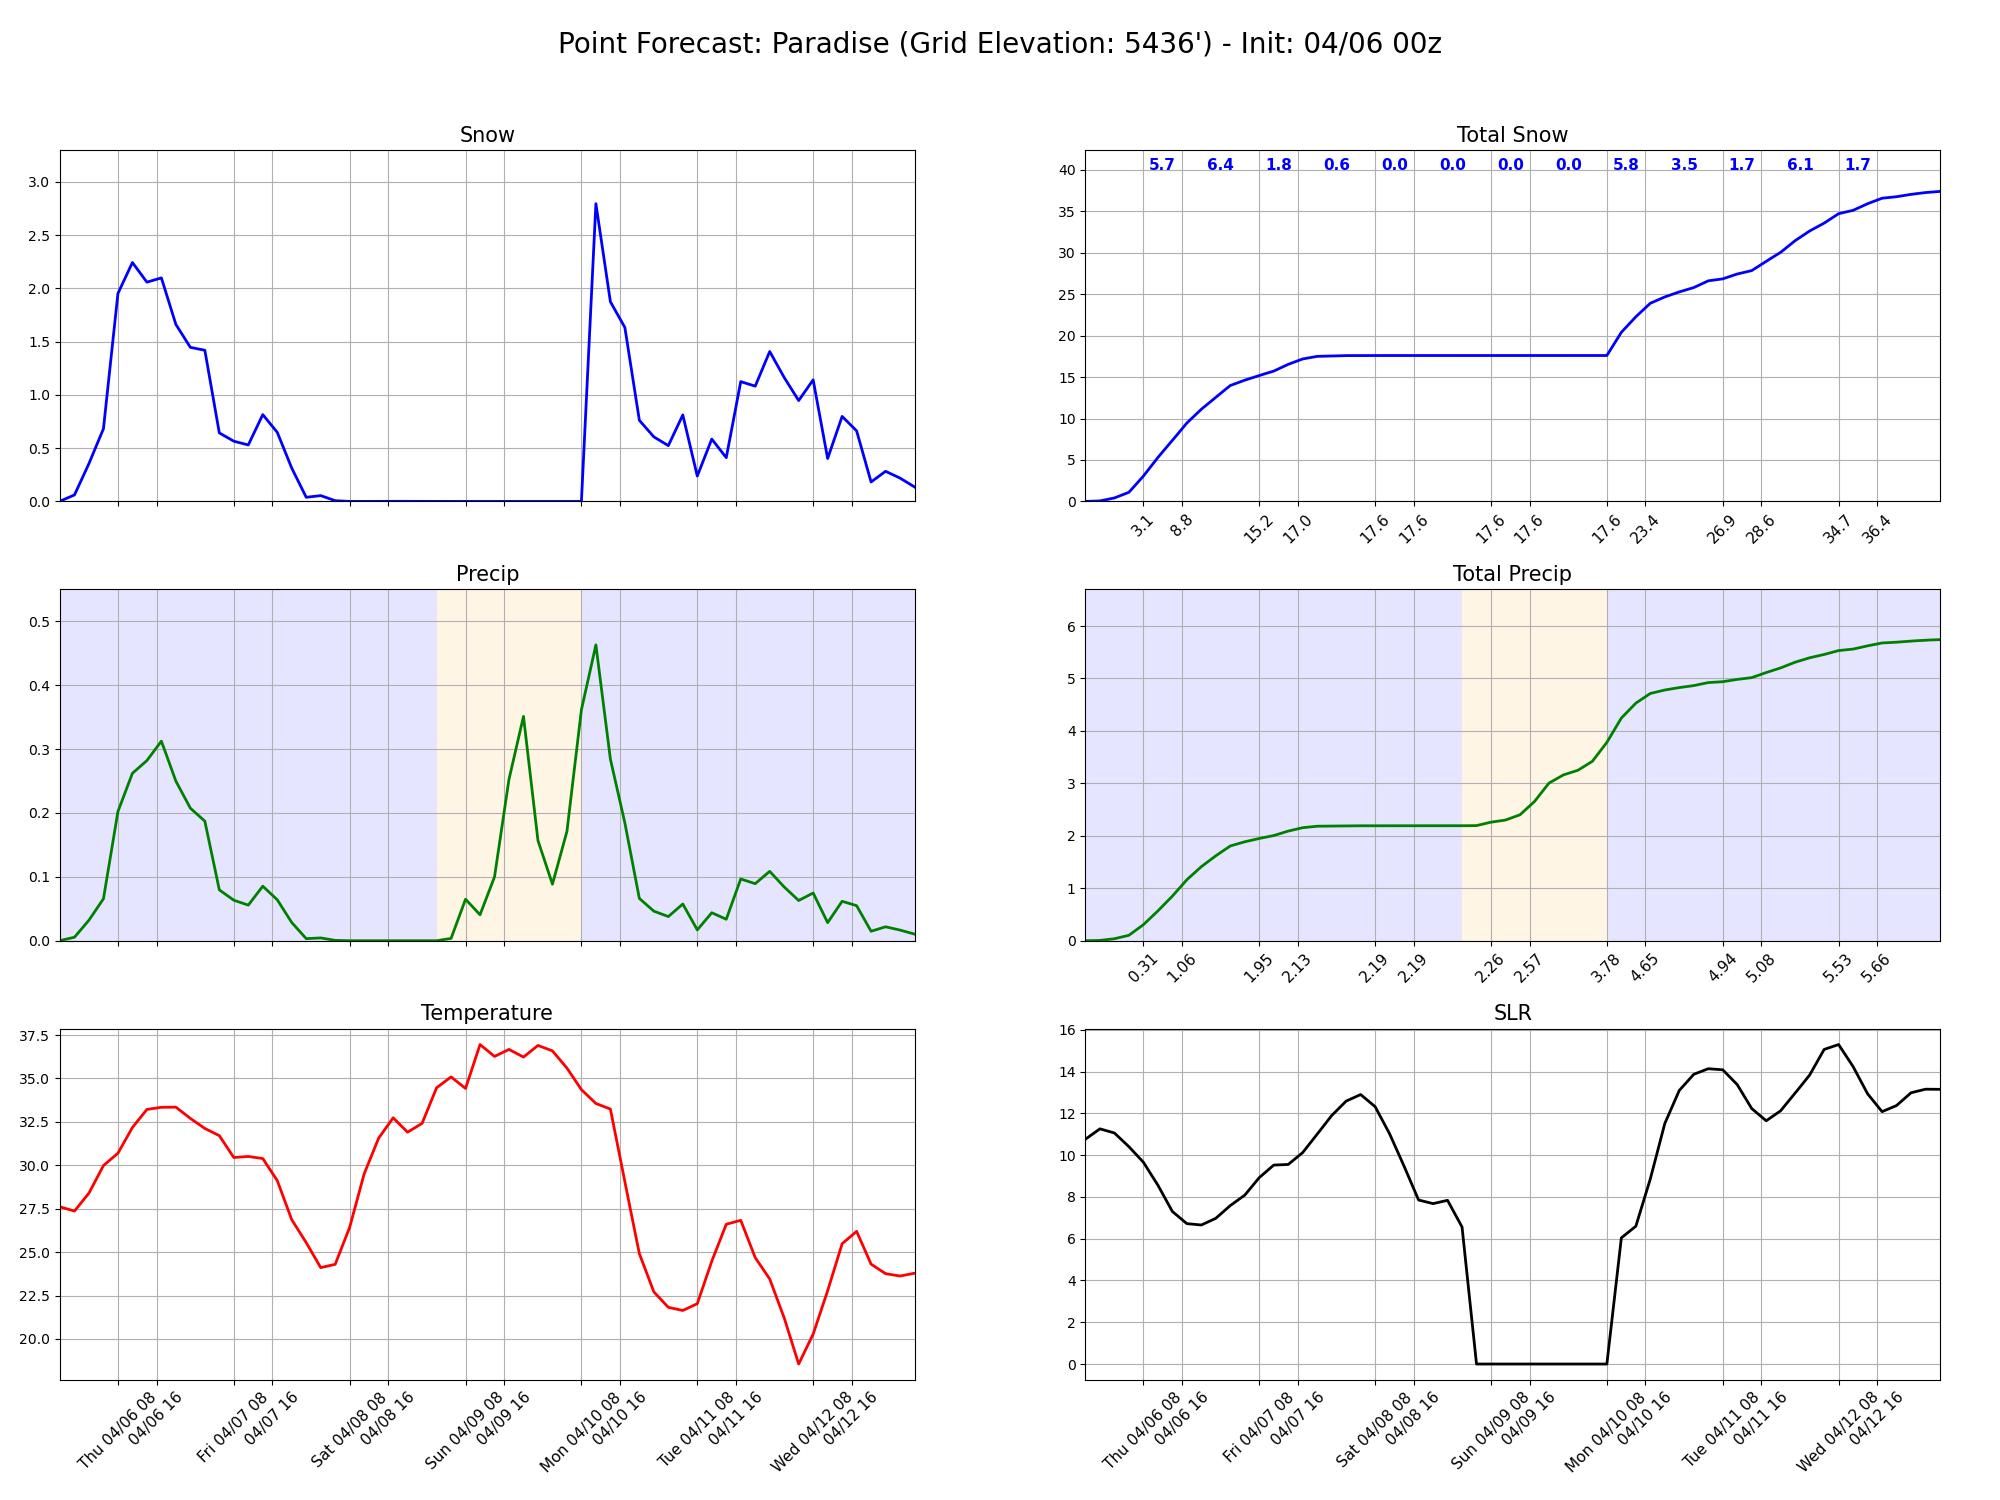 Point Forecast: Paradise (Grid Elevation: 5436') - Init: 04/06 00z
Snow
3.0
2.5
2.0
1.5
1.0
0.5
0.0
Total Snow
5.7 6.4 1.8 0.6 0.0 0.0 0.0 0.0 5.8 3.5 1.7 6.1 1.7
40
35
30
25
20
15
10
5
0
3.1 8.8 15.2 17.0 17.6 17.6 17.6 17.6 17.6 23.4 26.9 28.6 34.7 36.4
Precip
0.5
0.4
0.3
0.2
0.1
0.0
Total Precip
6
5
4
3
2
1
0
0.31 1.06 1.95 2.13 2.19 2.19 2.26 2.57 3.78 4.65 4.94 5.08 5.53 5.66
Temperature
37.5
35.0
32.5
30.0
27.5
25.0
22.5
20.0
Thu 04/06 08
04/06 16
Fri 04/07 08
04/07 16
Sat 04/08 08
04/08 16
Sun 04/09 08
04/09 16
Mon 04/10 08
04/10 16
Tue 04/11 08
04/11 16
Wed 04/12 08
04/12 16
SLR
16
14
12
10
8
6
4
2
0
Thu 04/06 08
04/06 16
Fri 04/07 08
04/07 16
Sat 04/08 08
04/08 16
Sun 04/09 08
04/09 16
Mon 04/10 08
04/10 16
Tue 04/11 08
04/11 16
Wed 04/12 08
04/12 16